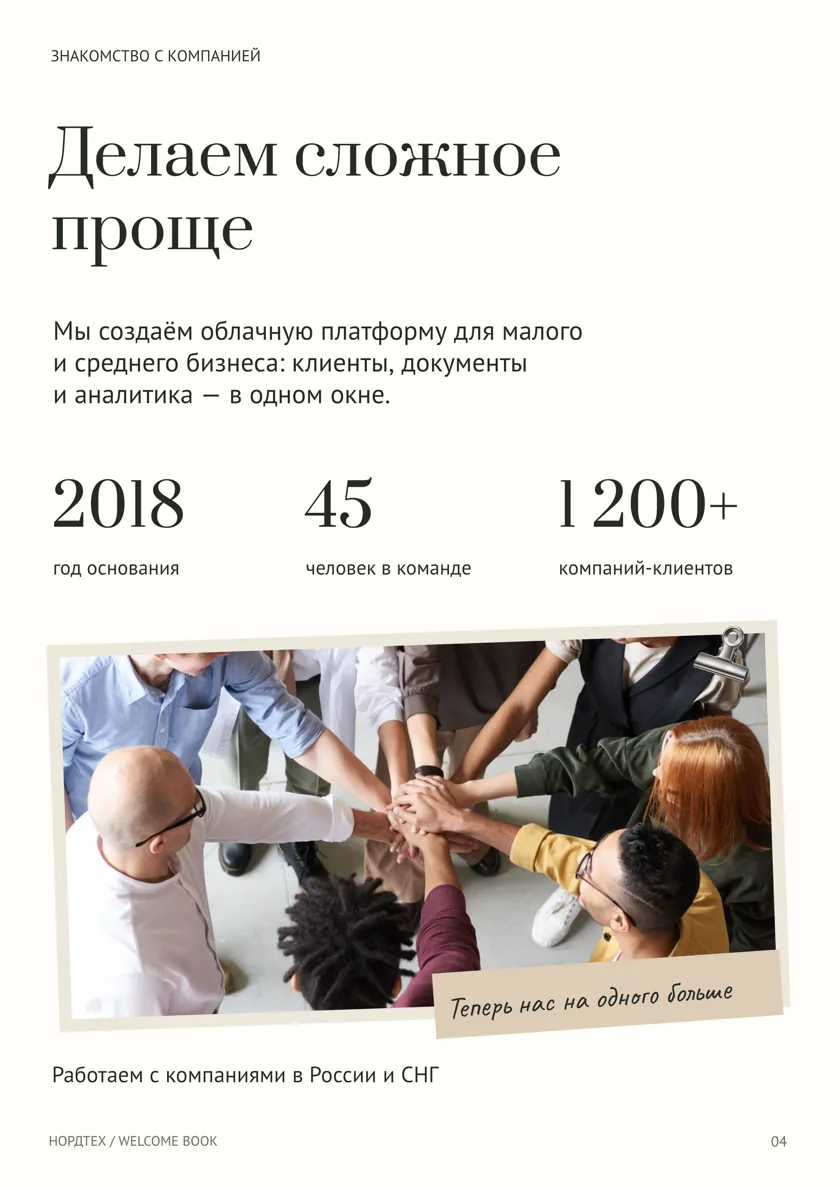 ЗНАКОМСТВО С КОМПАНИЕЙ
Делаем сложное
проще
Мы создаём облачную платформу для малого
и среднего бизнеса: клиенты, документы
и аналитика — в одном окне.
2018
год основания
45
человек в команде
1 200+
компаний-клиентов
Теперь нас на одного больше
Работаем с компаниями в России и СНГ
НОРДТЕХ / WELCOME BOOK
04